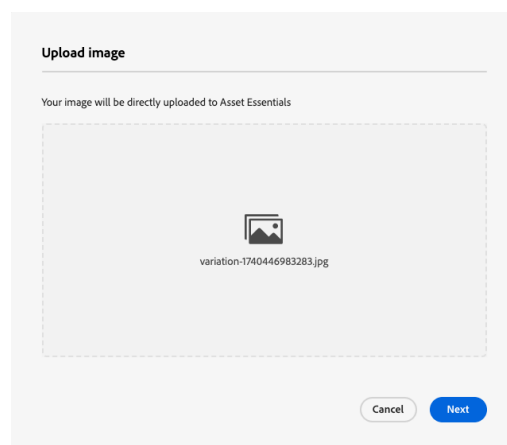 Upload image
Your image will be directly uploaded to Asset Essentials
variation-1740446983283.jpg
Cancel
Next